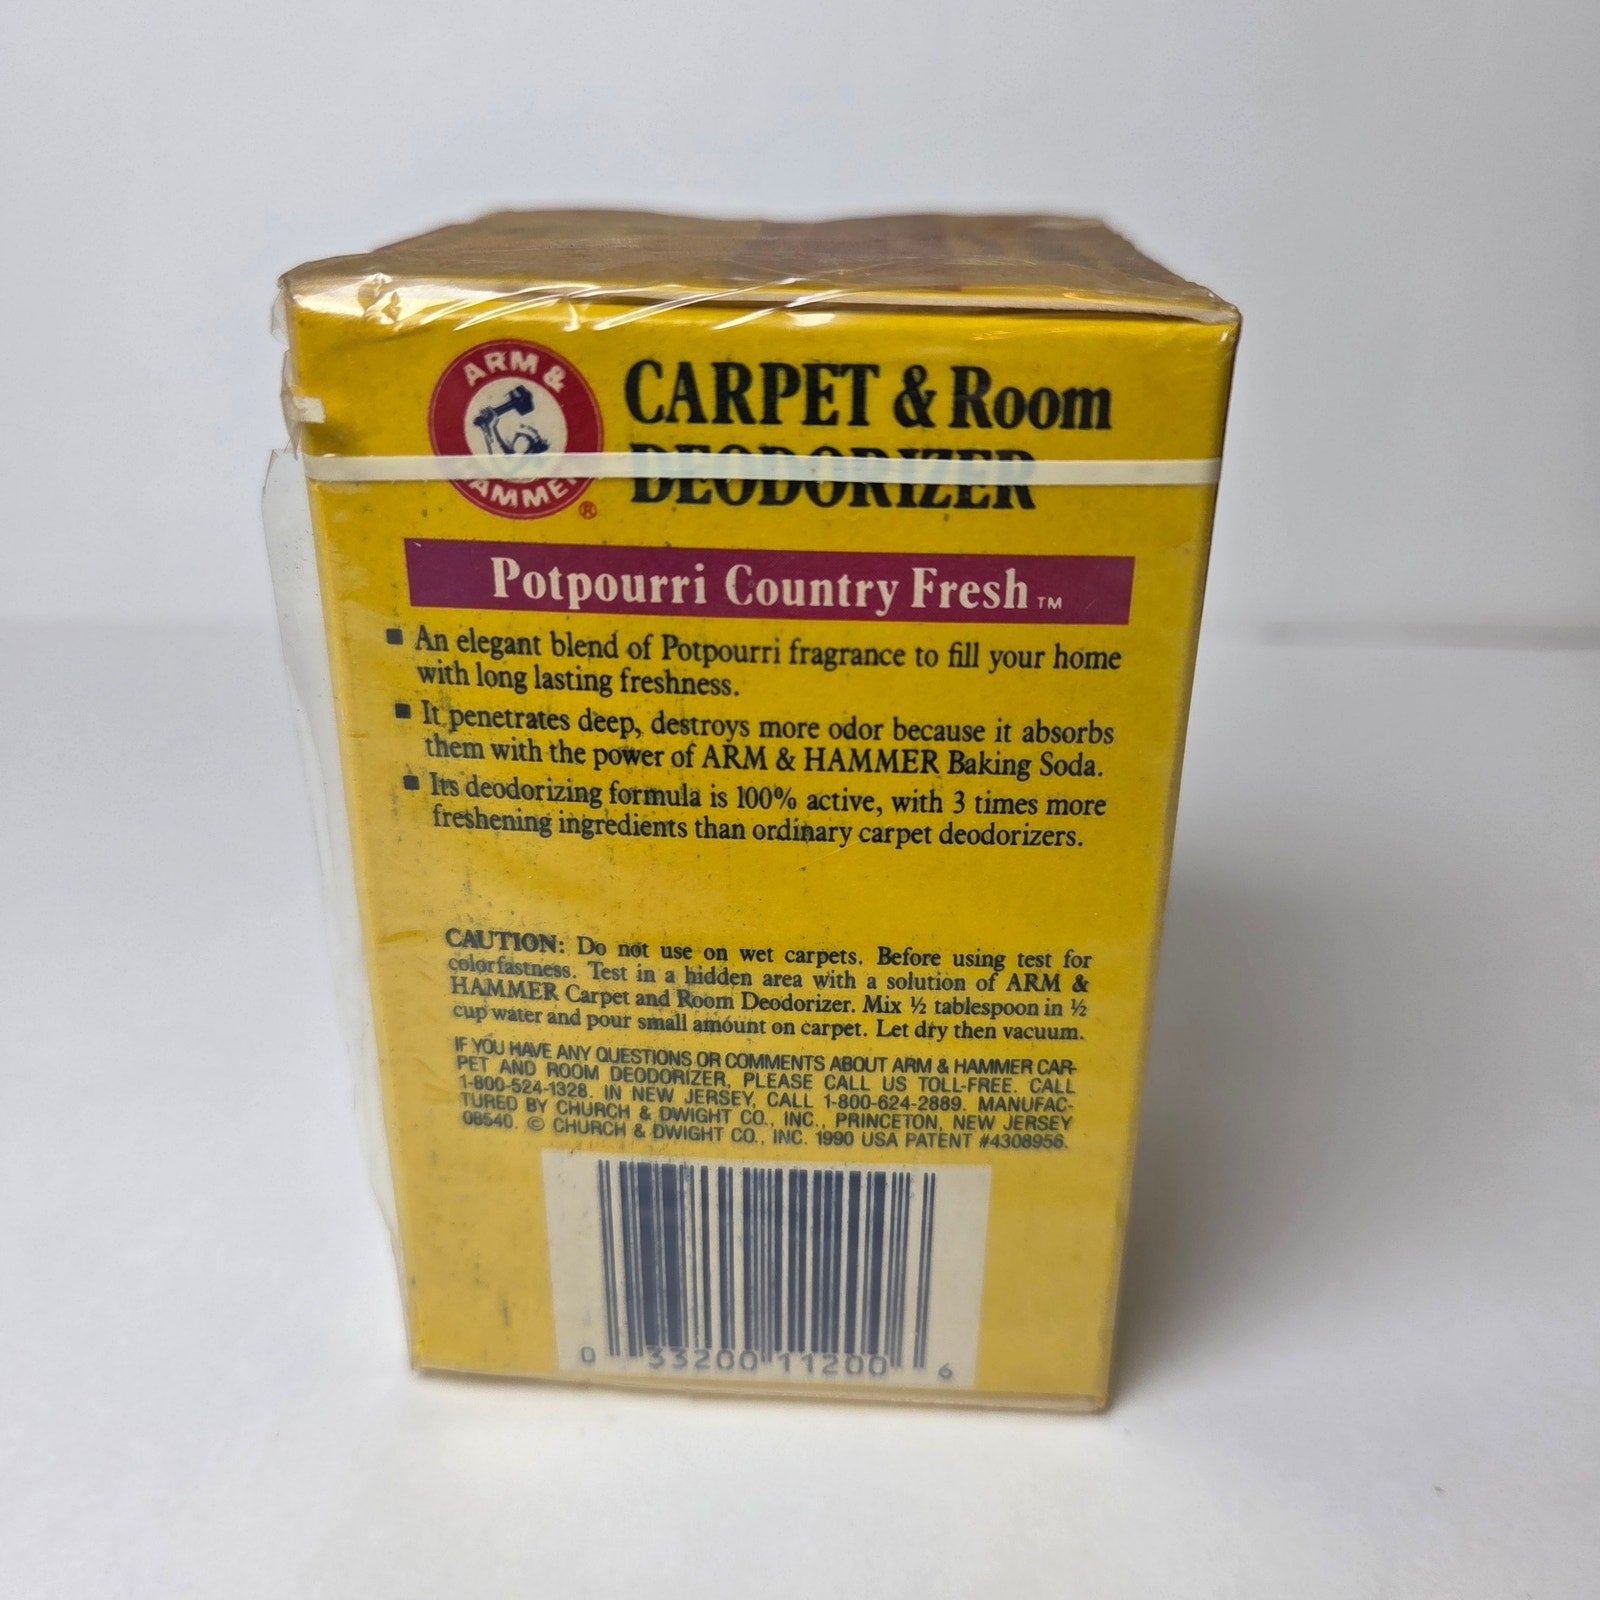 ARM &
HAMMER
®
CARPET & Room
DEODORIZER
Potpourri Country Fresh™
■ An elegant blend of Potpourri fragrance to fill your home
with long lasting freshness.
■ It penetrates deep, destroys more odor because it absorbs
them with the power of ARM & HAMMER Baking Soda.
■ Its deodorizing formula is 100% active, with 3 times more
freshening ingredients than ordinary carpet deodorizers.
CAUTION: Do not use on wet carpets. Before using test for
colorfastness. Test in a hidden area with a solution of ARM &
HAMMER Carpet and Room Deodorizer. Mix ½ tablespoon in ½
cup water and pour small amount on carpet. Let dry then vacuum.
IF YOU HAVE ANY QUESTIONS OR COMMENTS ABOUT ARM & HAMMER CAR-
PET AND ROOM DEODORIZER, PLEASE CALL US TOLL-FREE. CALL
1-800-524-1328. IN NEW JERSEY, CALL 1-800-624-2889. MANUFAC-
TURED BY CHURCH & DWIGHT CO., INC., PRINCETON, NEW JERSEY
08540. © CHURCH & DWIGHT CO., INC. 1990 USA PATENT #4308956.
0 33200 11200 6